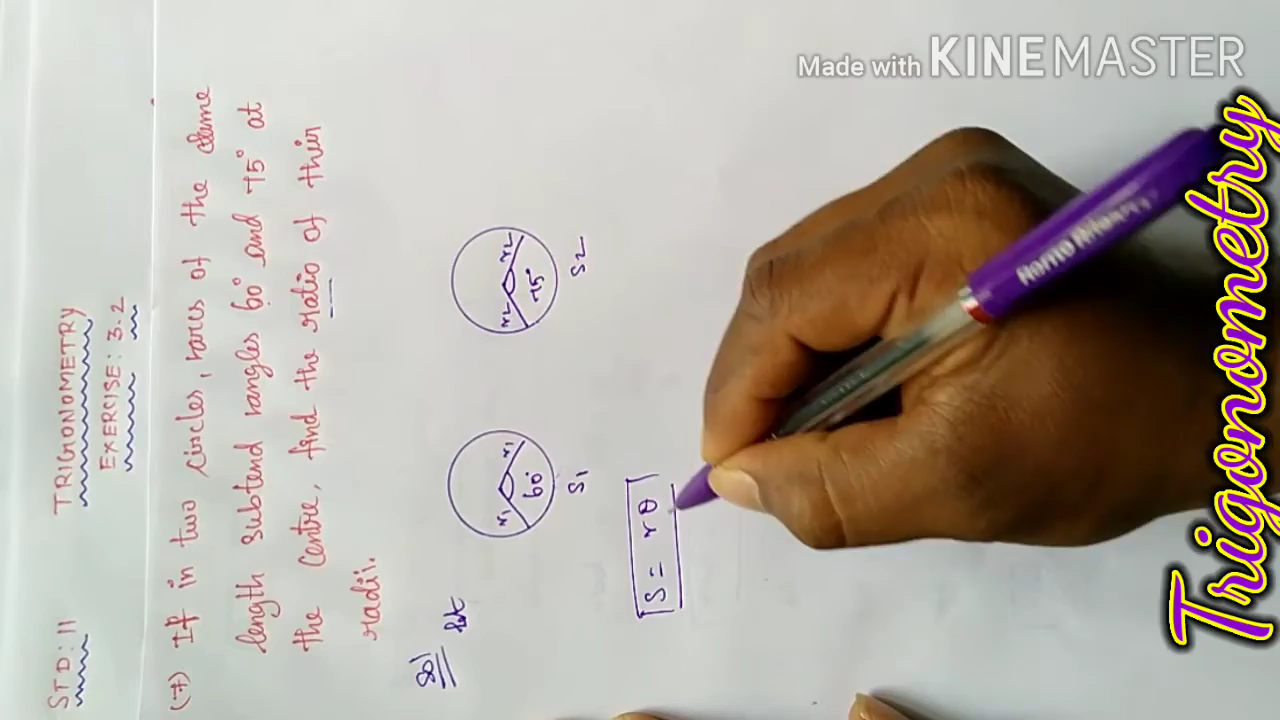 Made with KINEMASTER
Trigonometry
STD: 11 TRIGONOMETRY
EXERCISE: 3.2
(7) If in two circles, arcs of the same
length subtend angles 60° and 75° at
the centre, find the ratio of their
radii.
Sol
let
r1 r1
60°
S1
r2 r2
75°
S2
S = rθ